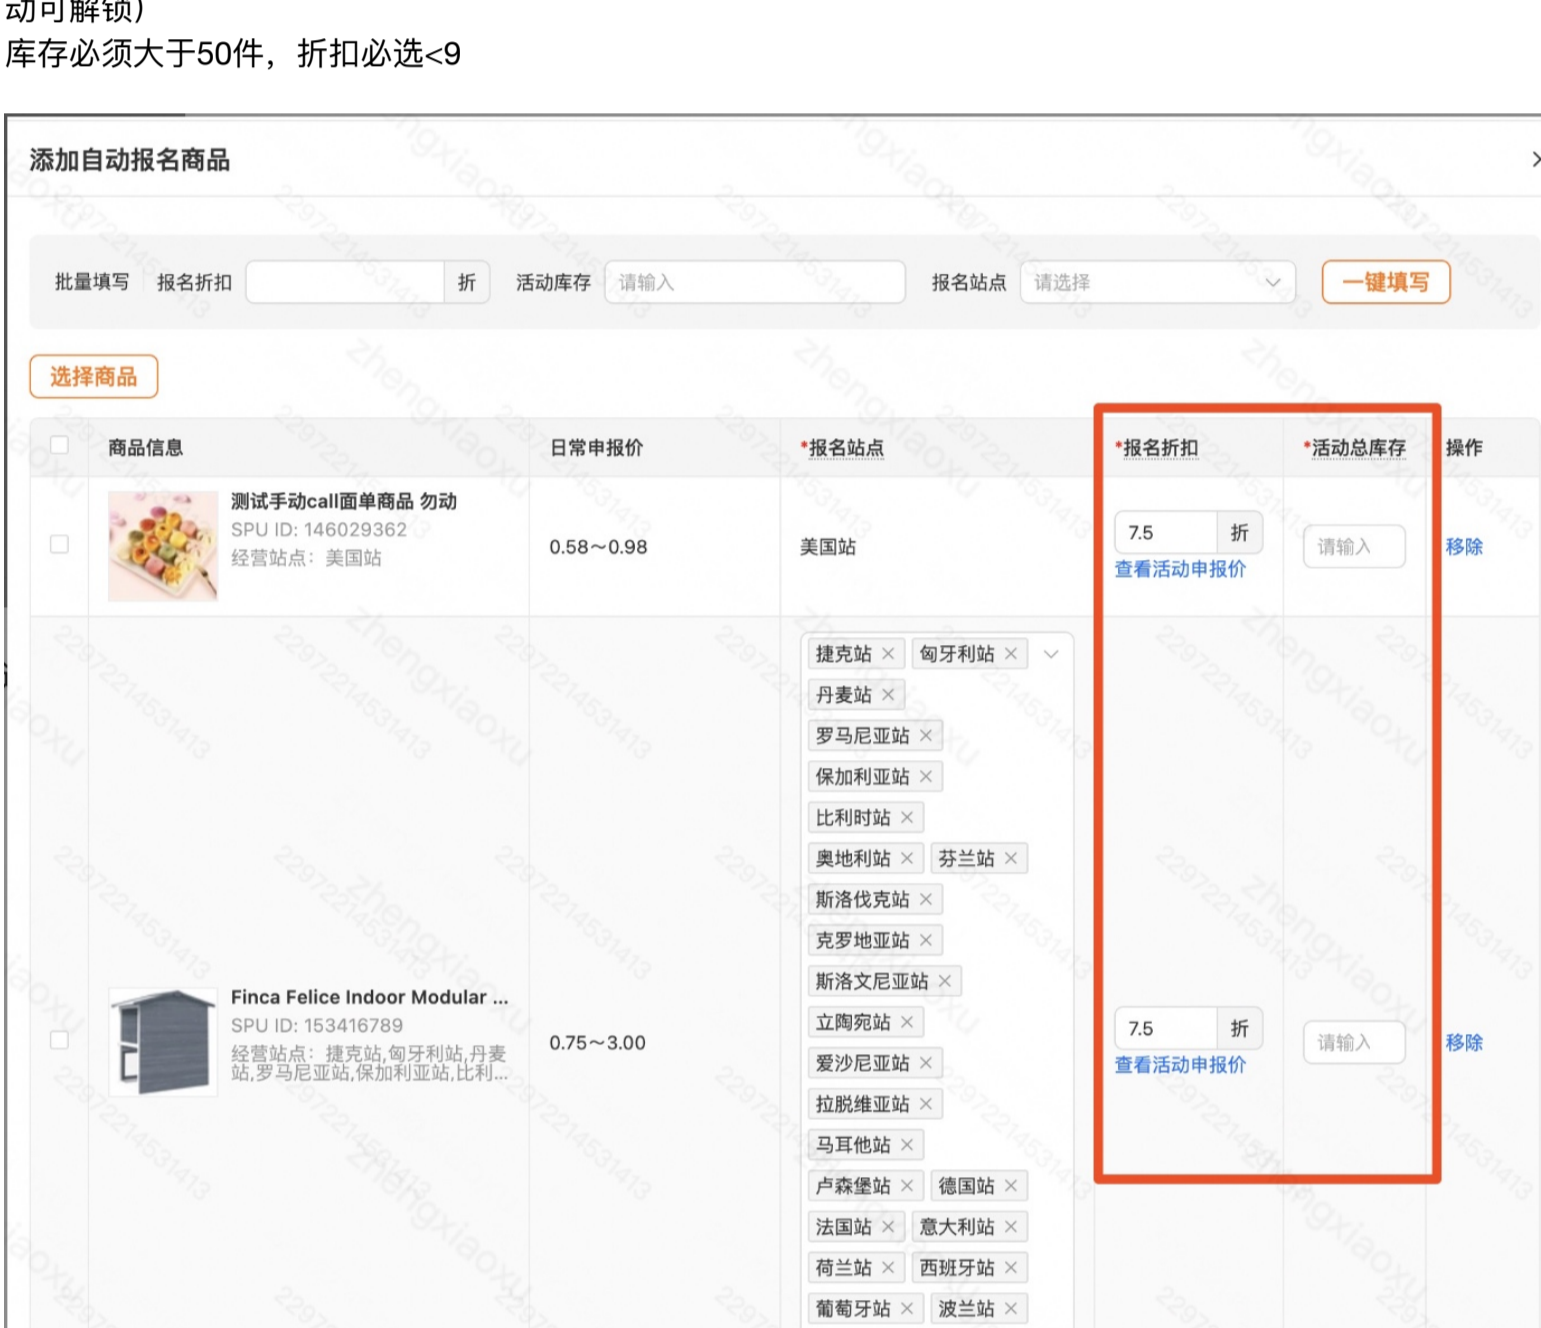 动可解锁）
库存必须大于50件，折扣必选<9
添加自动报名商品
批量填写 报名折扣 折 活动库存 请输入 报名站点 请选择 一键填写
选择商品
商品信息 日常申报价 *报名站点 *报名折扣 *活动总库存 操作
测试手动call面单商品 勿动
SPU ID: 146029362
经营站点：美国站
0.58～0.98
美国站
7.5 折
查看活动申报价
请输入
移除
Finca Felice Indoor Modular ...
SPU ID: 153416789
经营站点：捷克站,匈牙利站,丹麦
站,罗马尼亚站,保加利亚站,比利...
0.75～3.00
捷克站 × 匈牙利站 ×
丹麦站 ×
罗马尼亚站 ×
保加利亚站 ×
比利时站 ×
奥地利站 × 芬兰站 ×
斯洛伐克站 ×
克罗地亚站 ×
斯洛文尼亚站 ×
立陶宛站 ×
爱沙尼亚站 ×
拉脱维亚站 ×
马耳他站 ×
卢森堡站 × 德国站 ×
法国站 × 意大利站 ×
荷兰站 × 西班牙站 ×
葡萄牙站 × 波兰站 ×
7.5 折
查看活动申报价
请输入
移除
zhengxiaoxu
2297221453​1413